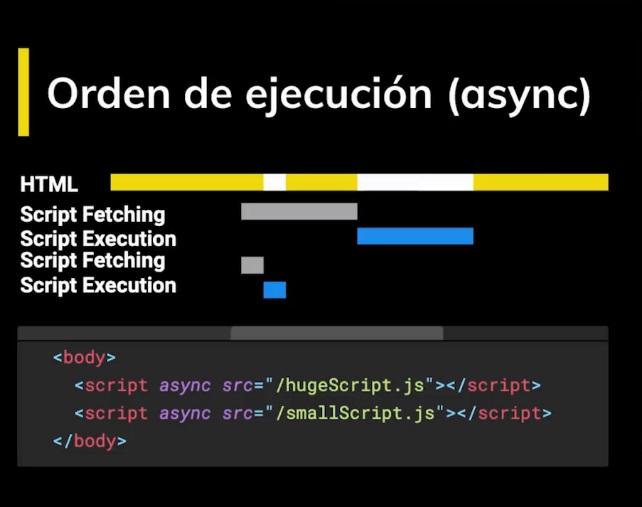 Orden de ejecución (async)
HTML
Script Fetching
Script Execution
Script Fetching
Script Execution
<body>
<script async src="/hugeScript.js"></script>
<script async src="/smallScript.js"></script>
</body>